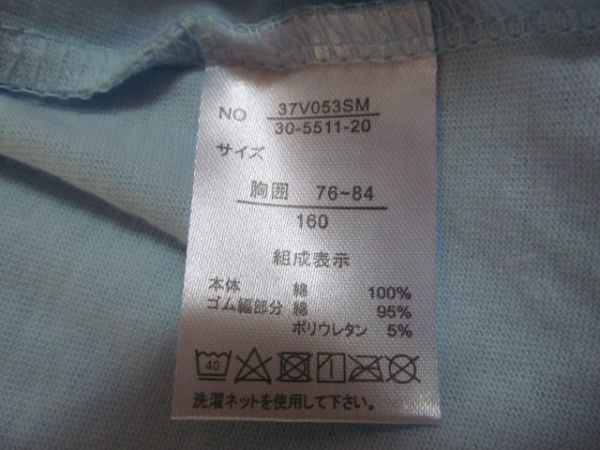 NO 37V053SM
30-5511-20
サイズ
胸囲 76~84
160
組成表示
本体 綿 100%
ゴム編部分 綿 95%
ポリウレタン 5%
40
洗濯ネットを使用して下さい。